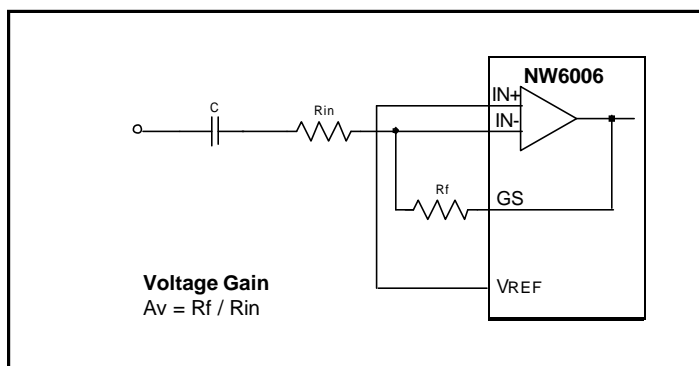 NW6006
IN+
C
Rin
IN-
Rf
GS
Voltage Gain
Av = Rf / Rin
VREF